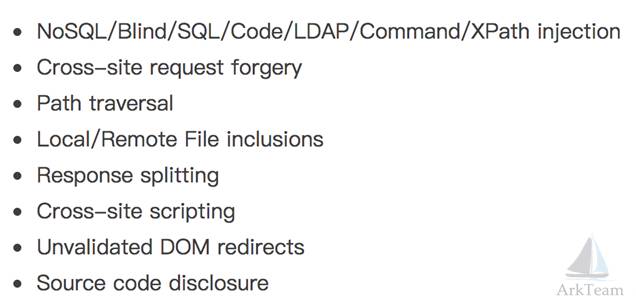 • NoSQL/Blind/SQL/Code/LDAP/Command/XPath injection
• Cross-site request forgery
• Path traversal
• Local/Remote File inclusions
• Response splitting
• Cross-site scripting
• Unvalidated DOM redirects
• Source code disclosure
ArkTeam